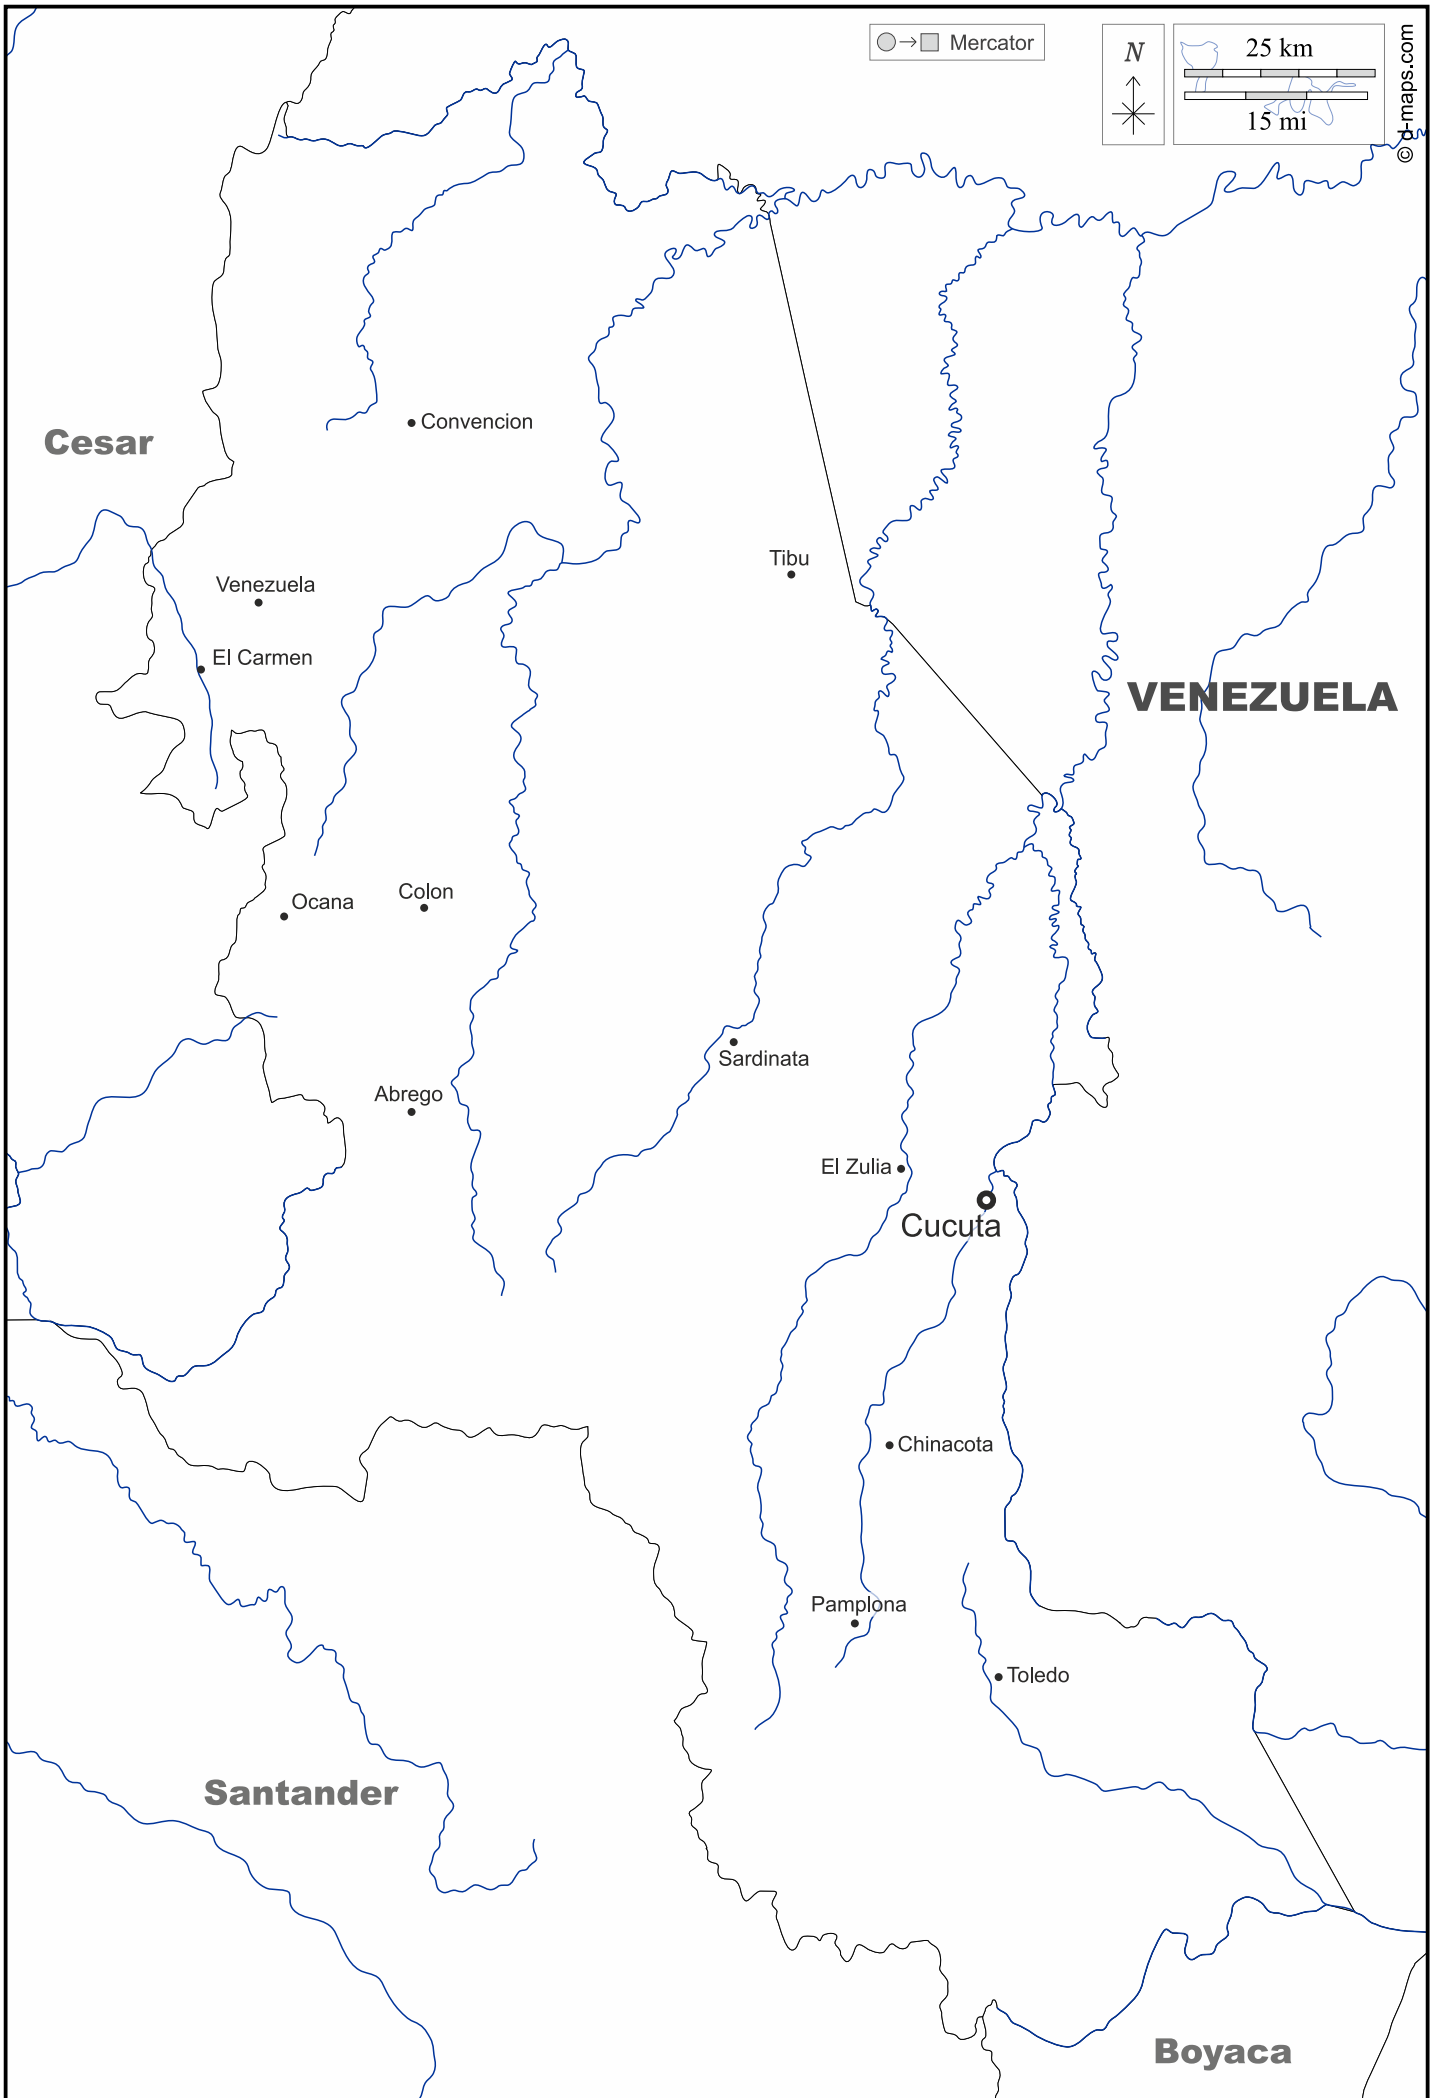 Mercator
N
25 km
15 mi
© d-maps.com
Convencion
Cesar
Tibu
Venezuela
El Carmen
VENEZUELA
Colon
Ocana
Sardinata
Abrego
El Zulia
Cucuta
Chinacota
Pamplona
Toledo
Santander
Boyaca